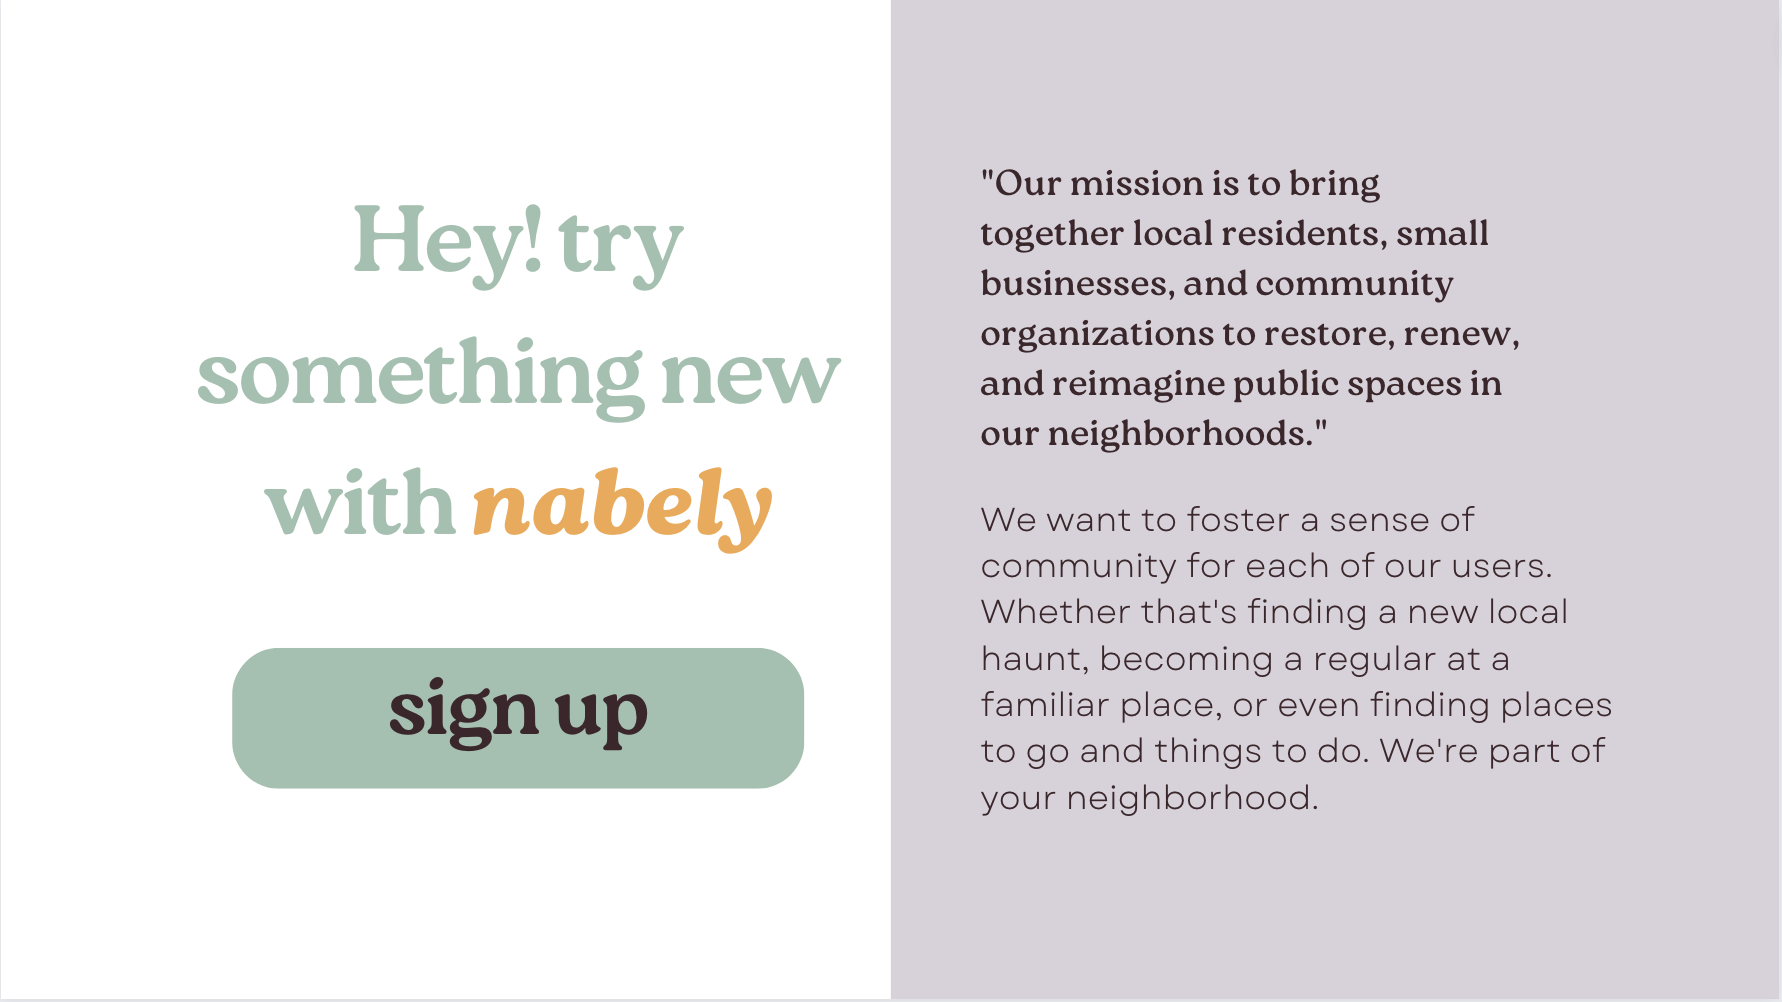 Hey! try
something new
with nabely
sign up
"Our mission is to bring
together local residents, small
businesses, and community
organizations to restore, renew,
and reimagine public spaces in
our neighborhoods."
We want to foster a sense of
community for each of our users.
Whether that's finding a new local
haunt, becoming a regular at a
familiar place, or even finding places
to go and things to do. We're part of
your neighborhood.